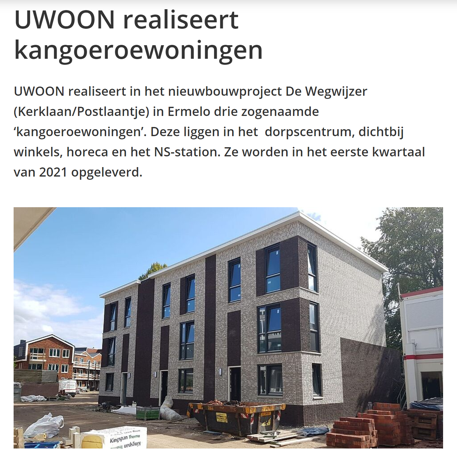 UWOON realiseert
kangoeroewoningen
UWOON realiseert in het nieuwbouwproject De Wegwijzer
(Kerklaan/Postlaantje) in Ermelo drie zogenaamde
‘kangoeroewoningen’. Deze liggen in het dorpscentrum, dichtbij
winkels, horeca en het NS-station. Ze worden in het eerste kwartaal
van 2021 opgeleverd.